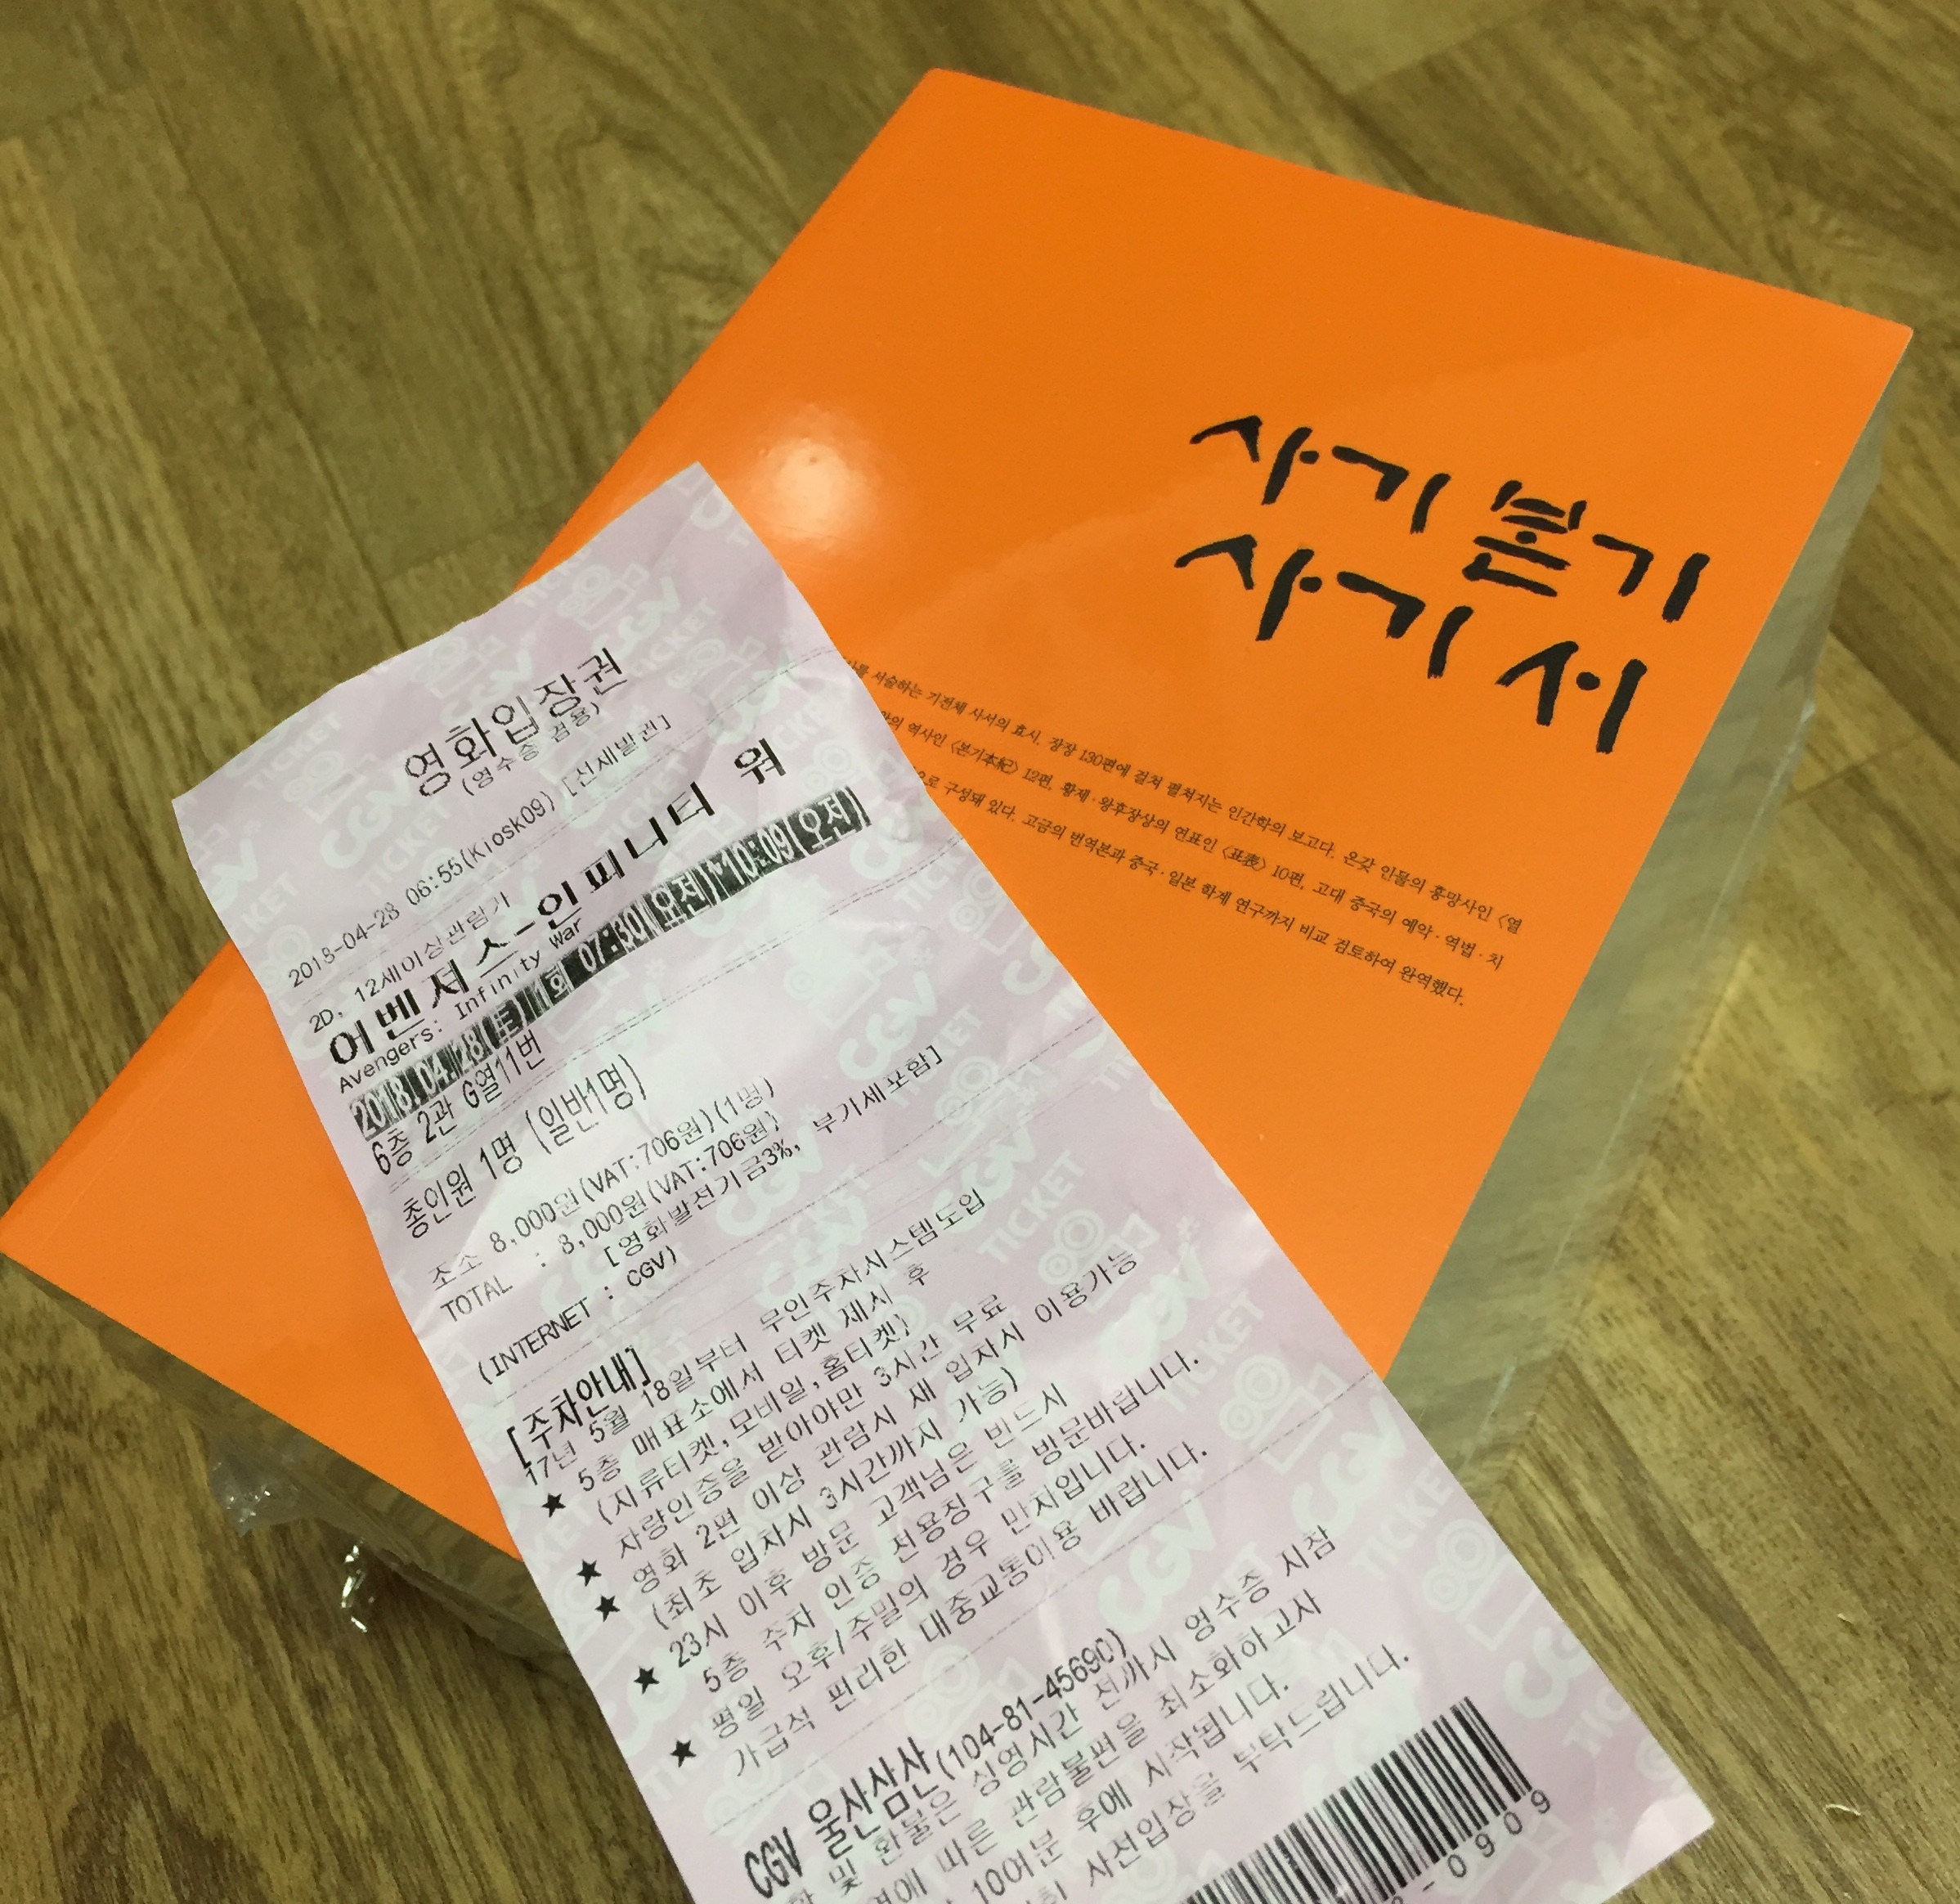 사기 본기
사기 서
를 서술하는 기전체 사서의 효시. 장장 130편에 걸쳐 펼쳐지는 인간학의 보고다. 온갖 인물의 흥망사인 〈열
의 역사인 〈본기本紀〉 12편, 황제·왕후장상의 연표인 〈표表〉 10편, 고대 중국의 예악·역법·치
로 구성돼 있다. 고금의 번역본과 중국·일본 학계 연구까지 비교 검토하여 완역했다.
영화입장권
(영수증 겸용)
2018-04-28 06:55(Kiosk09) [신세발권]
2D, 12세이상관람가
어벤져스-인피니티 워
Avengers: Infinity War
2018.04.28(토) 1회 07:30(오전)~10:09(오전)
6층 2관 G열11번
총인원 1명 (일반1명)
조소 8,000원(VAT:706원)(1명)
TOTAL : 8,000원(VAT:706원)
[영화발전기금3%, 부가세포함]
(INTERNET : CGV)
[주차안내]
17년 5월 18일부터 무인주차시스템도입
★ 5층 매표소에서 티켓 제시 후
(지류티켓,모바일,홈티켓)
차량인증을 받아야만 3시간 무료
★ 영화 2편 이상 관람시 새 입차시 이용가능
★ (최초 입차시 3시간까지 가능)
★ 23시 이후 방문 고객님은 반드시
5층 주차 인증 전용창구를 방문바랍니다.
★ 평일 오후/주말의 경우 만차입니다.
가급적 편리한 대중교통이용 바랍니다.
CGV 울산삼산(104-81-45690)
및 환불은 상영시간 전까지 영수증 지참
에 따른 관람불편을 최소화하고자
10여분 후에 시작됩니다.
사전입장을 부탁드립니다.
-0909